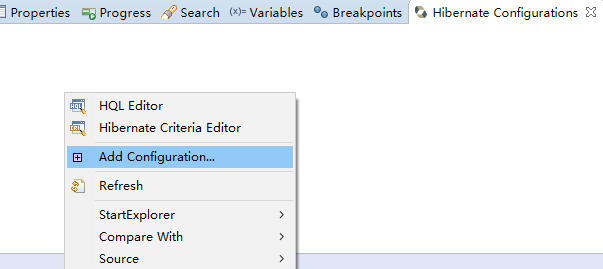 Properties Progress Search (x)= Variables Breakpoints Hibernate Configurations
HQL Editor
Hibernate Criteria Editor
Add Configuration...
Refresh
StartExplorer
Compare With
Source